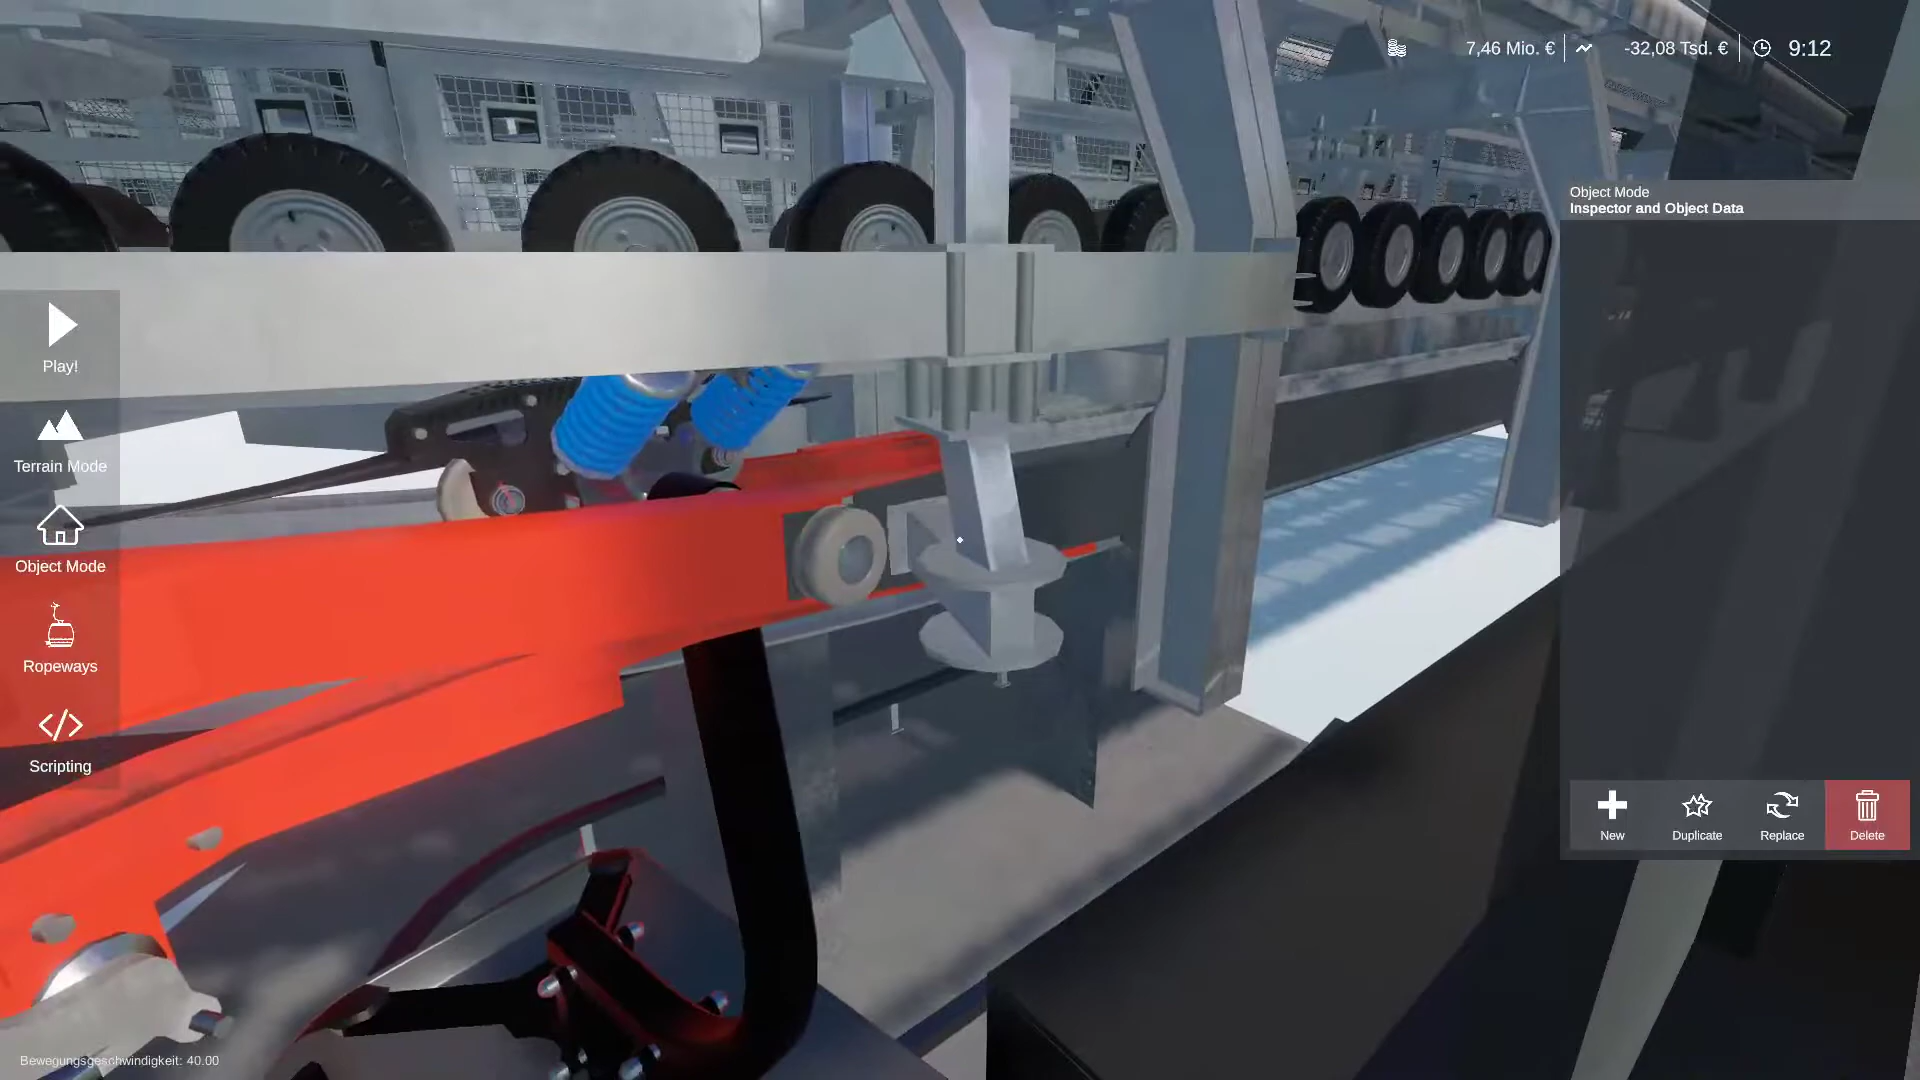 7,46 Mio. €
-32,08 Tsd. €
9:12
Object Mode
Inspector and Object Data
Play!
Terrain Mode
Object Mode
Ropeways
Scripting
New
Duplicate
Replace
Delete
Bewegungsgeschwindigkeit: 40.00